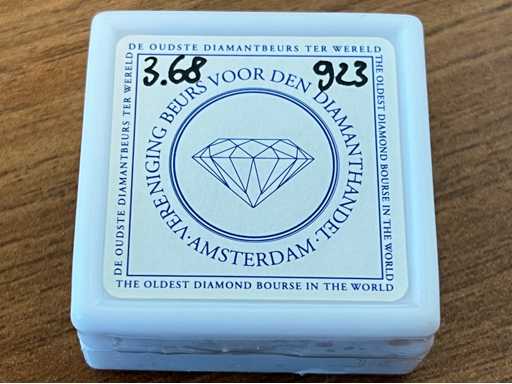 DE OUDSTE DIAMANTBEURS TER WERELD
3.68 923
VERENIGING BEURS VOOR DEN DIAMANTHANDEL
·AMSTERDAM·
DE OUDSTE DIAMANTBEURS TER WERELD
THE OLDEST DIAMOND BOURSE IN THE WORLD
THE OLDEST DIAMOND BOURSE IN THE WORLD